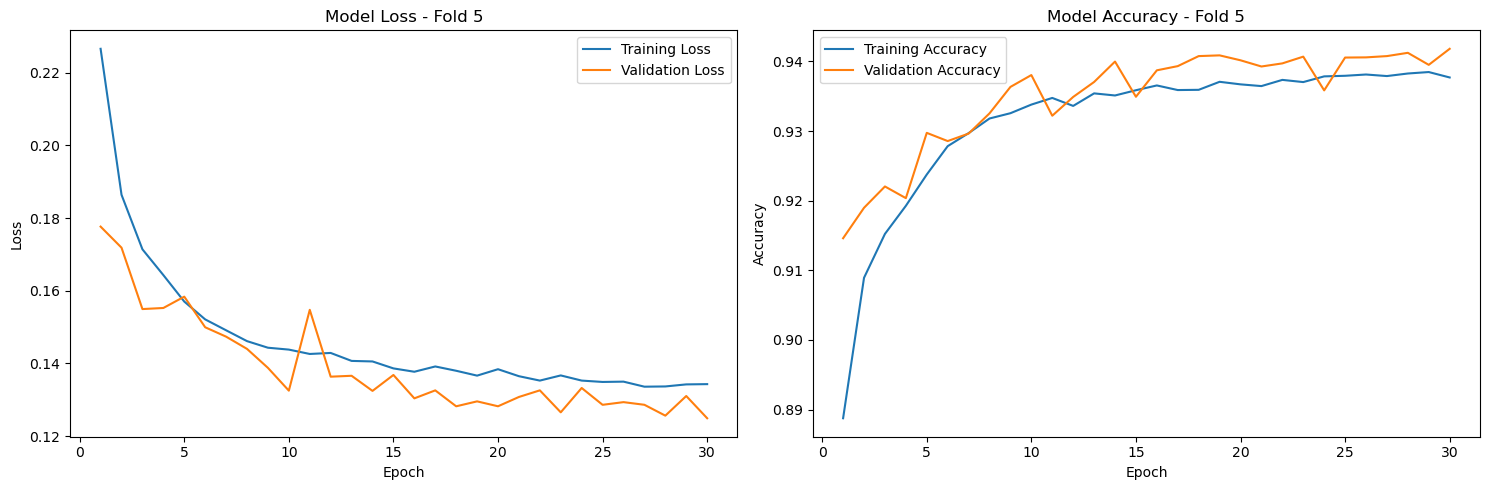 Model Loss - Fold 5
Training Loss
Validation Loss
0.22
0.20
0.18
0.16
0.14
0.12
Loss
0 5 10 15 20 25 30
Epoch
Model Accuracy - Fold 5
Training Accuracy
Validation Accuracy
0.94
0.93
0.92
0.91
0.90
0.89
Accuracy
0 5 10 15 20 25 30
Epoch